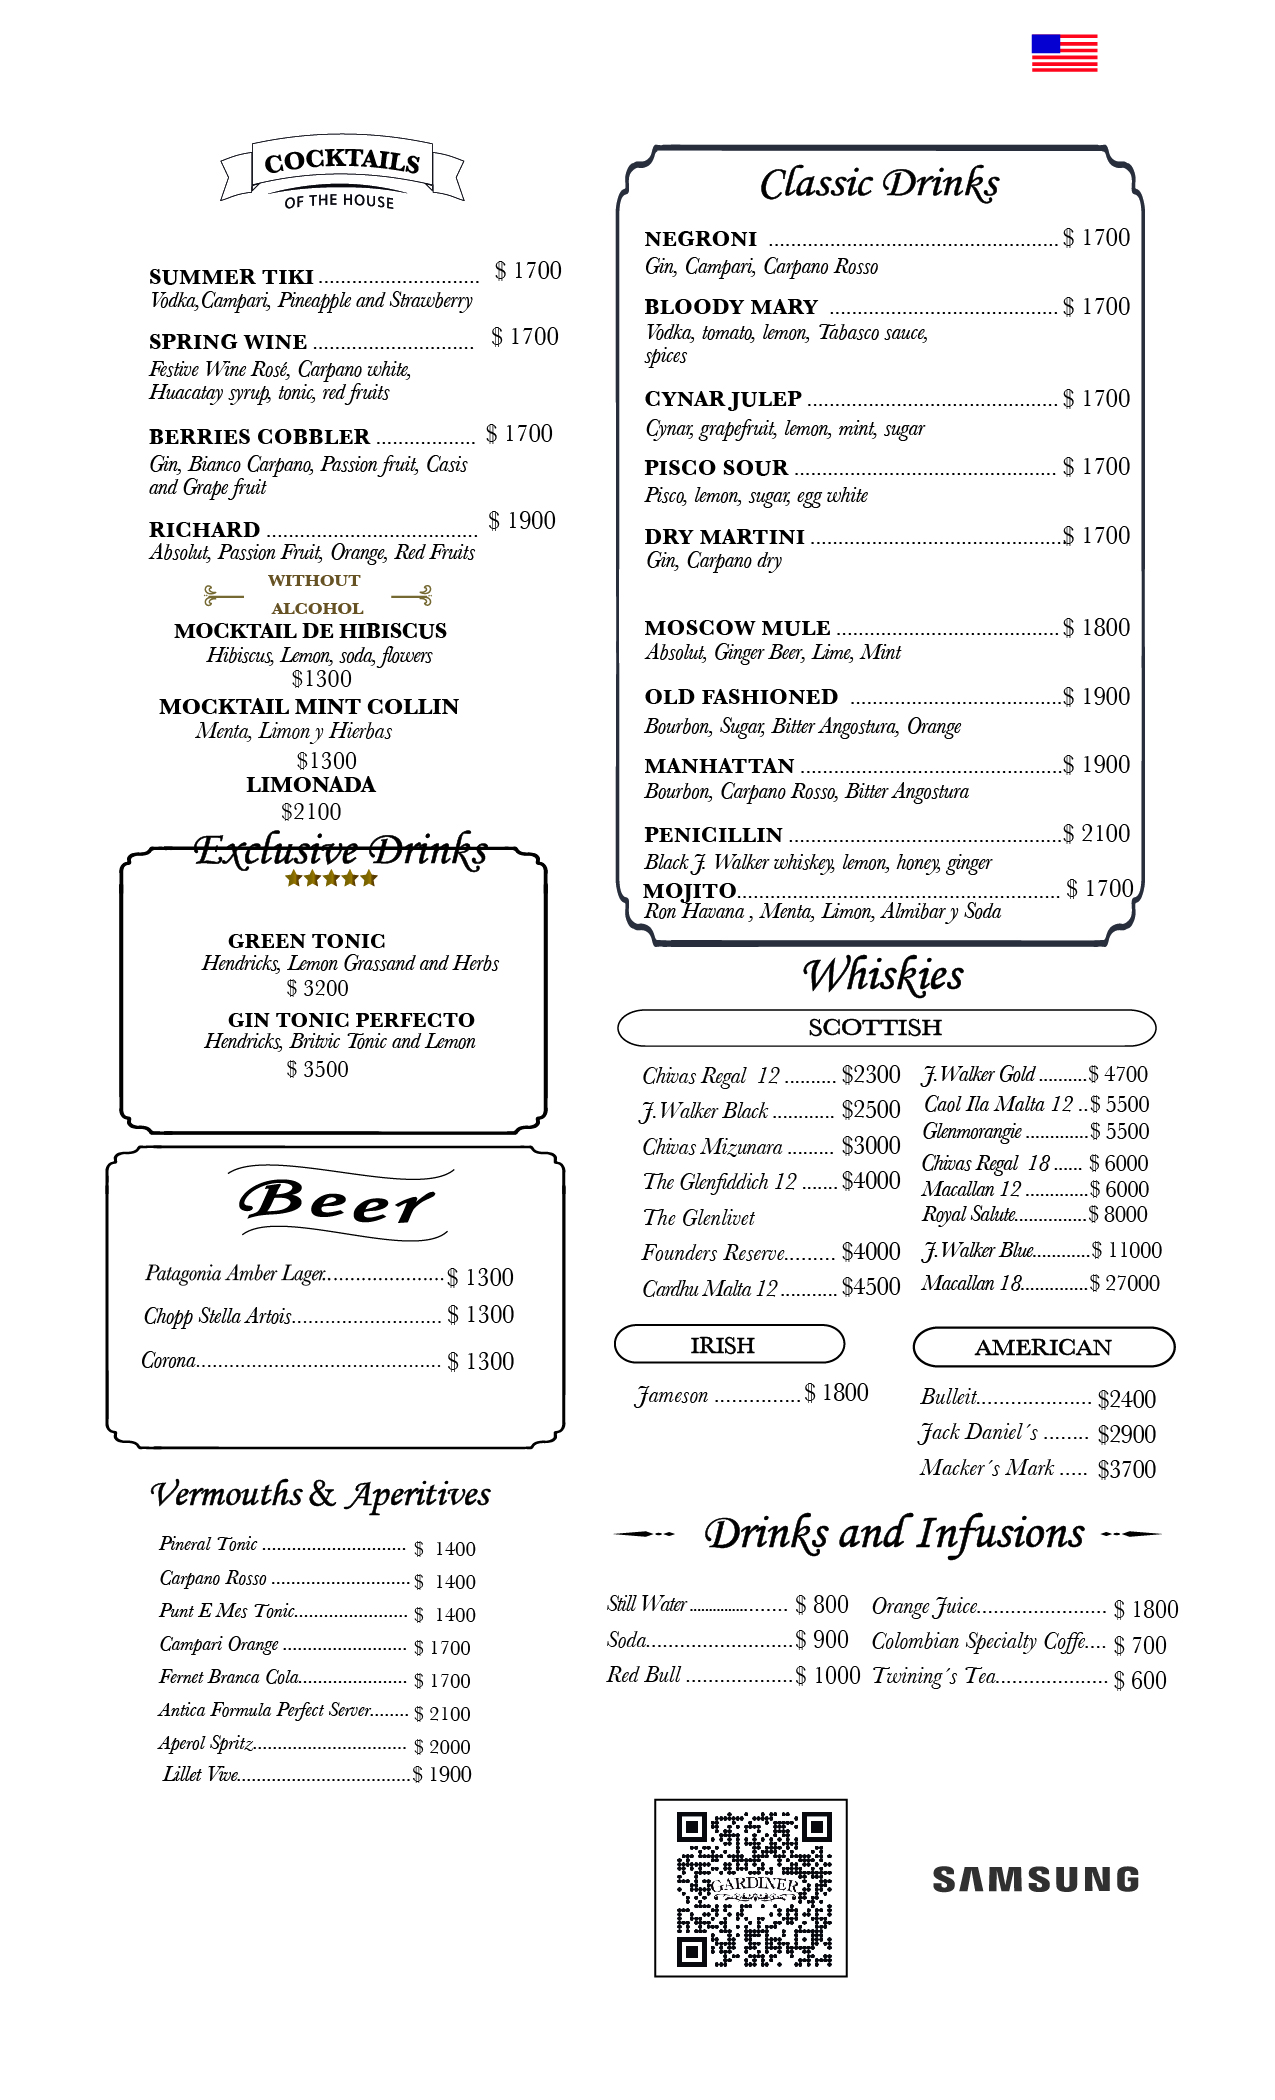 COCKTAILS
OF THE HOUSE
SUMMER TIKI ............................. $ 1700
Vodka,Campari, Pineapple and Strawberry
SPRING WINE ............................. $ 1700
Festive Wine Rosé, Carpano white,
Huacatay syrup, tonic, red fruits
BERRIES COBBLER .................. $ 1700
Gin, Bianco Carpano, Passion fruit, Casis
and Grape fruit
RICHARD ...................................... $ 1900
Absolut, Passion Fruit, Orange, Red Fruits
WITHOUT
ALCOHOL
MOCKTAIL DE HIBISCUS
Hibiscus, Lemon, soda, flowers
$1300
MOCKTAIL MINT COLLIN
Menta, Limon y Hierbas
$1300
LIMONADA
$2100
Exclusive Drinks
GREEN TONIC
Hendricks, Lemon Grassand and Herbs
$ 3200
GIN TONIC PERFECTO
Hendricks, Britvic Tonic and Lemon
$ 3500
Beer
Patagonia Amber Lager..................... $ 1300
Chopp Stella Artois........................... $ 1300
Corona............................................ $ 1300
Vermouths & Aperitives
Pineral Tonic ............................. $ 1400
Carpano Rosso ............................ $ 1400
Punt E Mes Tonic....................... $ 1400
Campari Orange ......................... $ 1700
Fernet Branca Cola...................... $ 1700
Antica Formula Perfect Server........ $ 2100
Aperol Spritz............................... $ 2000
Lillet Vive................................... $ 1900
Classic Drinks
NEGRONI .................................................... $ 1700
Gin, Campari, Carpano Rosso
BLOODY MARY ......................................... $ 1700
Vodka, tomato, lemon, Tabasco sauce,
spices
CYNAR JULEP ............................................. $ 1700
Cynar, grapefruit, lemon, mint, sugar
PISCO SOUR ............................................... $ 1700
Pisco, lemon, sugar, egg white
DRY MARTINI ............................................. $ 1700
Gin, Carpano dry
MOSCOW MULE ........................................ $ 1800
Absolut, Ginger Beer, Lime, Mint
OLD FASHIONED ...................................... $ 1900
Bourbon, Sugar, Bitter Angostura, Orange
MANHATTAN ............................................... $ 1900
Bourbon, Carpano Rosso, Bitter Angostura
PENICILLIN ................................................. $ 2100
Black J. Walker whiskey, lemon, honey, ginger
MOJITO.......................................................... $ 1700
Ron Havana , Menta, Limon, Almibar y Soda
Whiskies
SCOTTISH
Chivas Regal 12 .......... $2300
J.Walker Black ............ $2500
Chivas Mizunara ......... $3000
The Glenfiddich 12 ....... $4000
The Glenlivet
Founders Reserve......... $4000
Cardhu Malta 12 ........... $4500
J.Walker Gold ..........$ 4700
Caol Ila Malta 12 ..$ 5500
Glenmorangie .............$ 5500
Chivas Regal 18 ...... $ 6000
Macallan 12 .............$ 6000
Royal Salute...............$ 8000
J.Walker Blue............$ 11000
Macallan 18..............$ 27000
IRISH
Jameson ...............$ 1800
AMERICAN
Bulleit.................... $2400
Jack Daniel´s ........ $2900
Macker´s Mark ..... $3700
Drinks and Infusions
Still Water...................... $ 800
Soda..........................$ 900
Red Bull ...................$ 1000
Orange Juice....................... $ 1800
Colombian Specialty Coffe.... $ 700
Twining´s Tea.................... $ 600
GARDINER
SAMSUNG